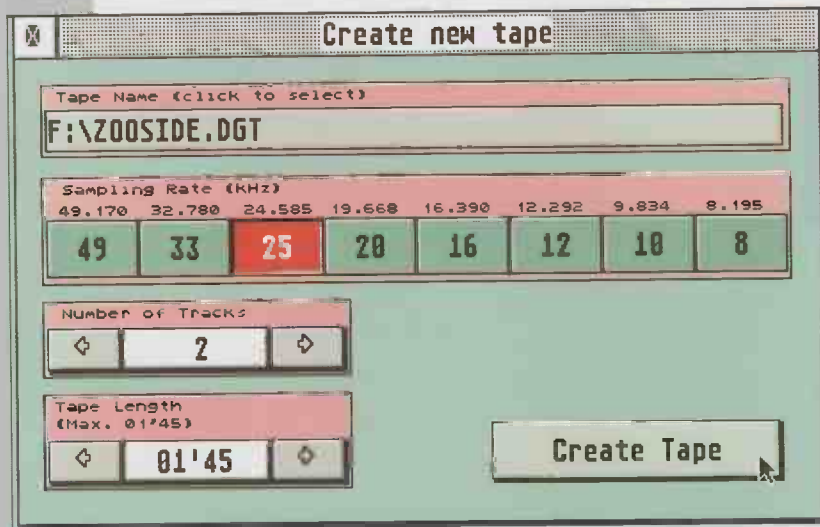 Create new tape
Tape Name (click to select)
F:\ZOOSIDE.DGT
Sampling Rate (KHz)
49.170 32.780 24.585 19.668 16.390 12.292 9.834 8.195
49 33 25 20 16 12 10 8
Number of Tracks
2
Tape Length
(Max. 01'45)
01'45
Create Tape